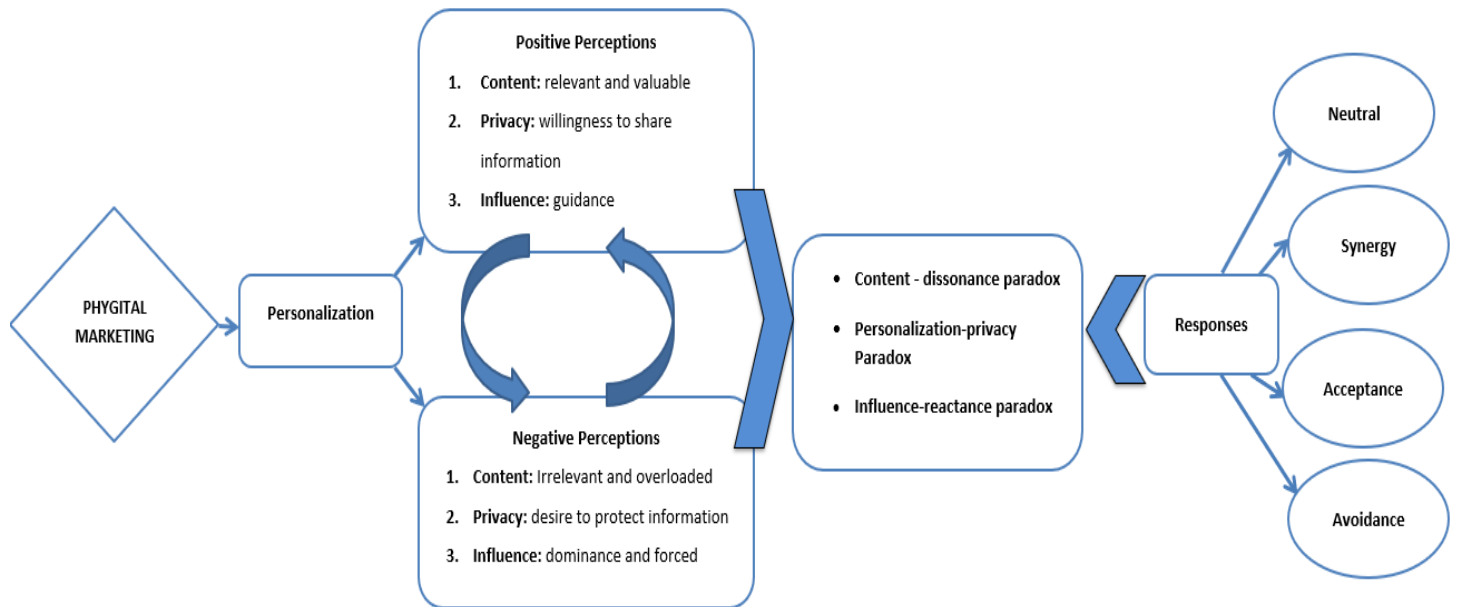 PHYGITAL
MARKETING
Personalization
Positive Perceptions
1. Content: relevant and valuable
2. Privacy: willingness to share
information
3. Influence: guidance
Negative Perceptions
1. Content: Irrelevant and overloaded
2. Privacy: desire to protect information
3. Influence: dominance and forced
• Content - dissonance paradox
• Personalization-privacy
Paradox
• Influence-reactance paradox
Responses
Neutral
Synergy
Acceptance
Avoidance